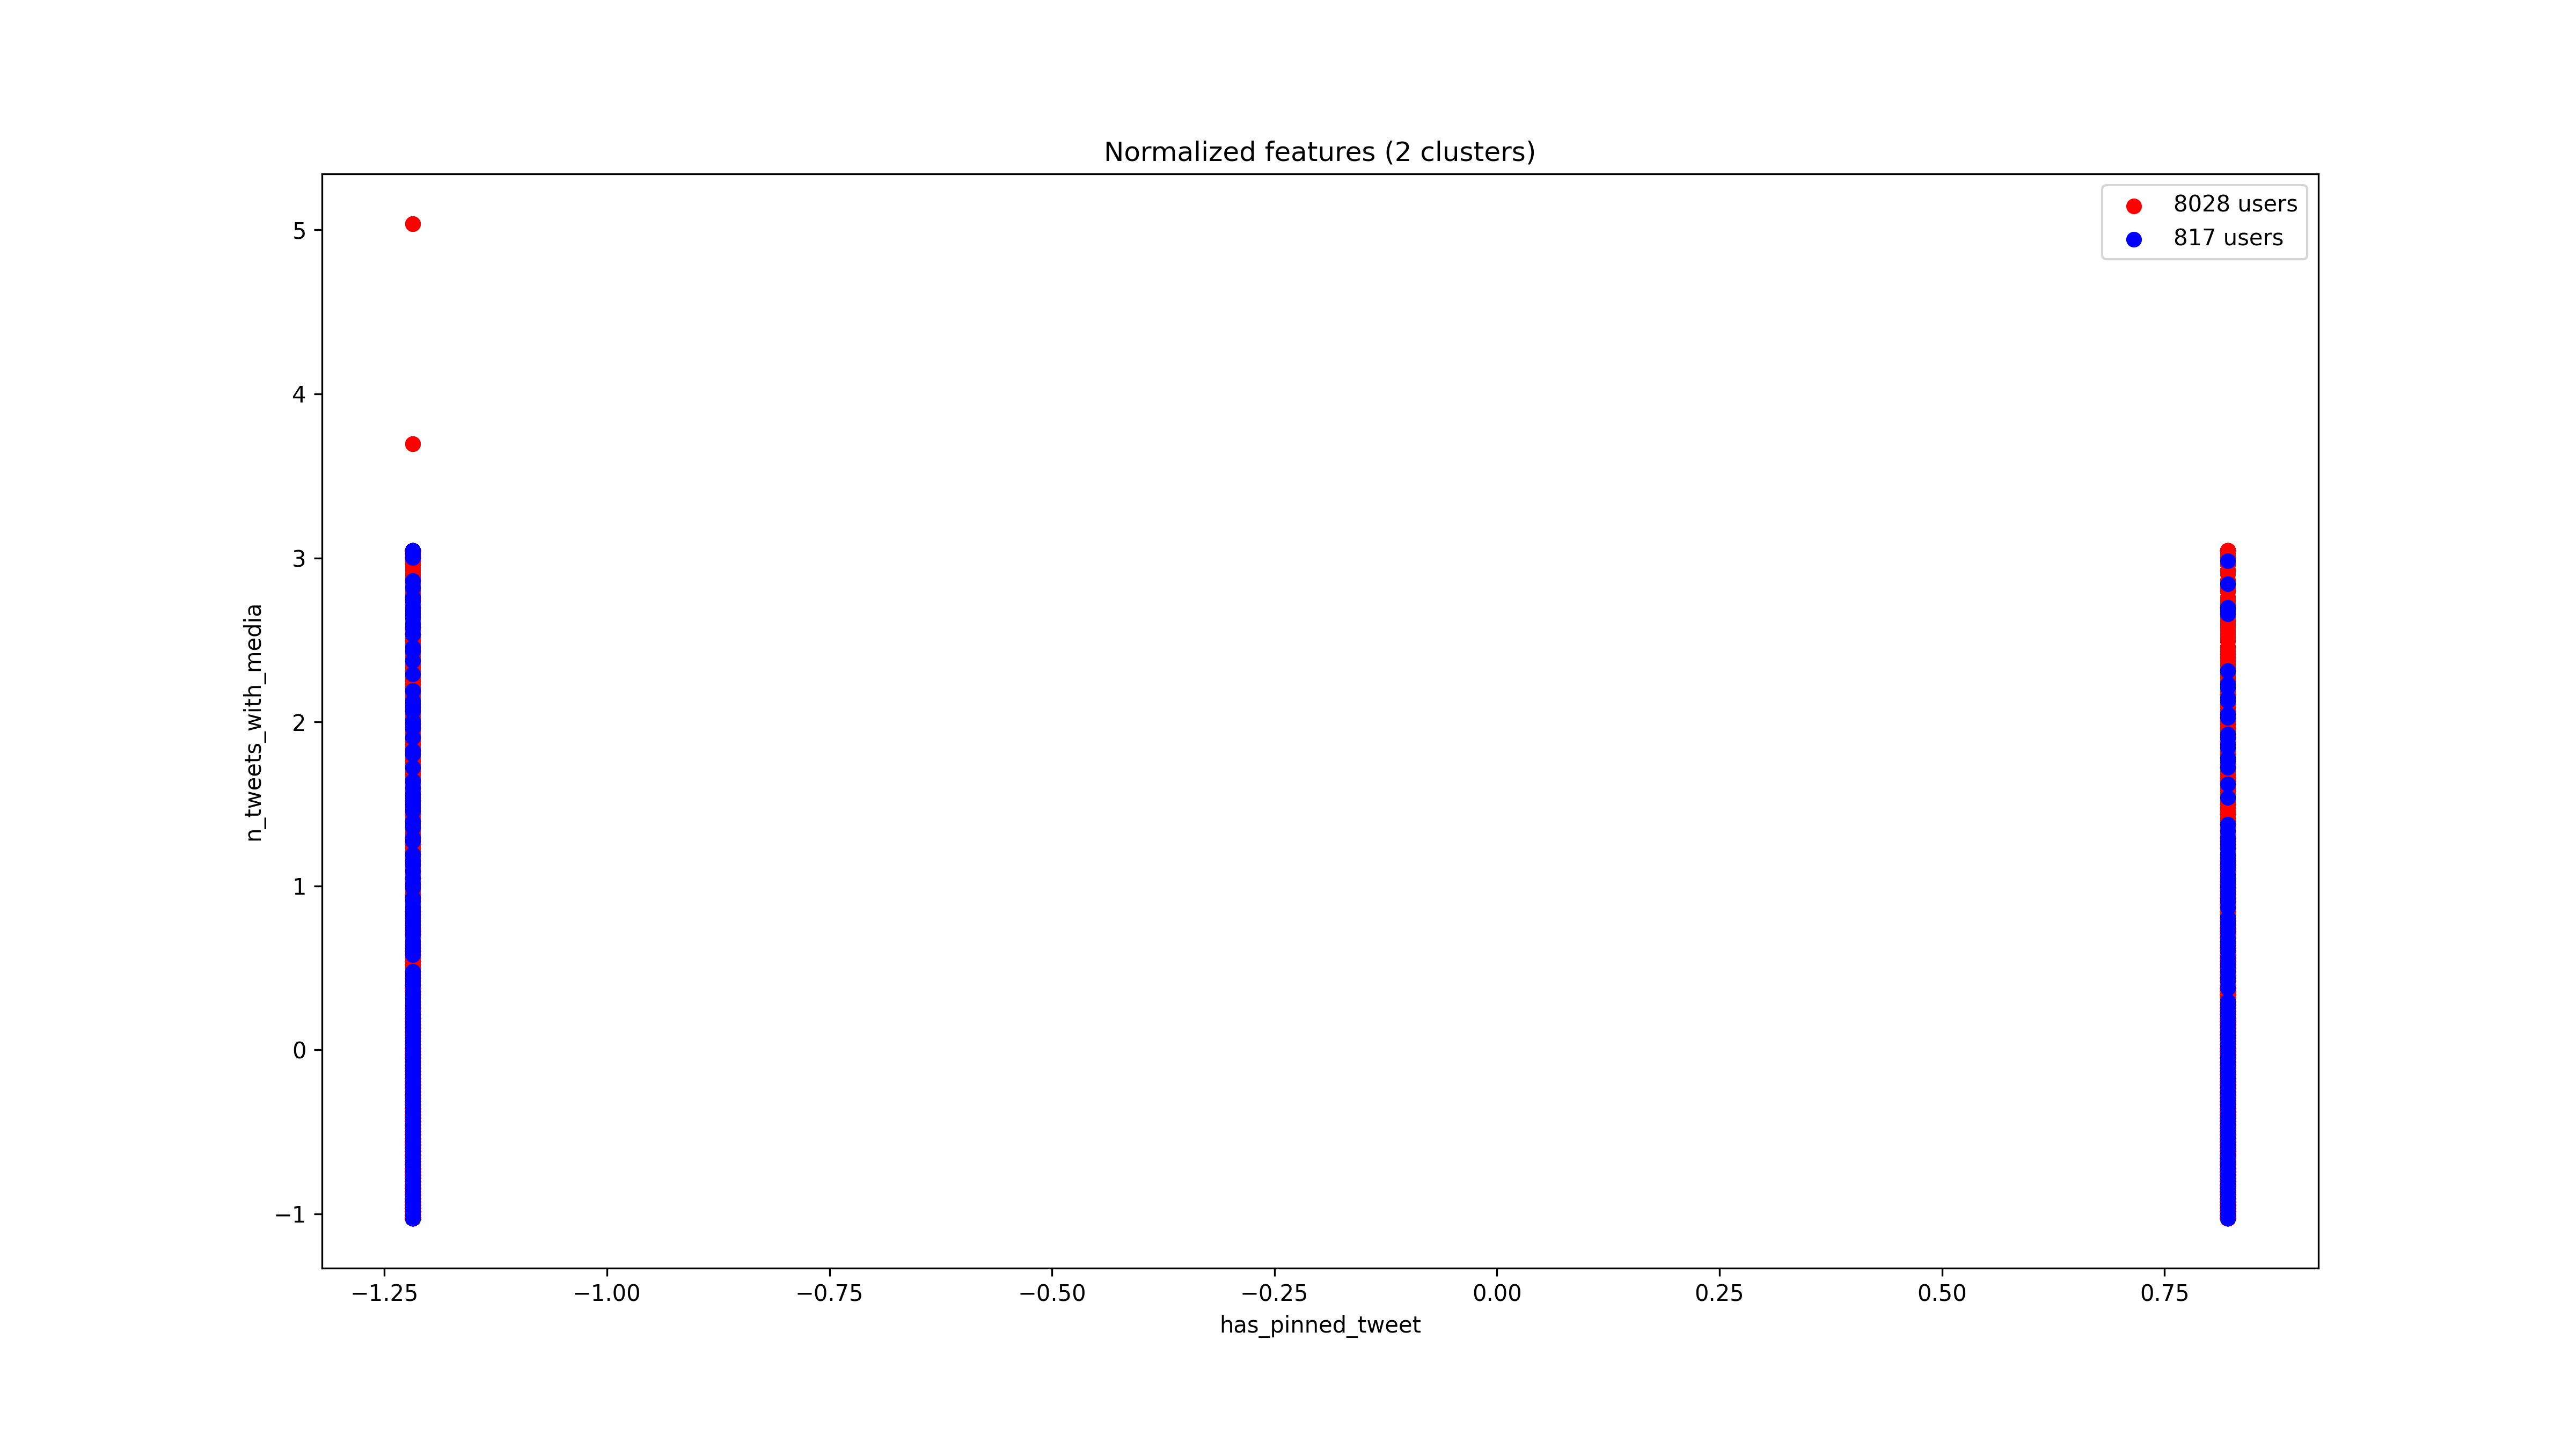 Normalized features (2 clusters)
8028 users
817 users
5
4
3
2
1
0
−1
n_tweets_with_media
−1.25 −1.00 −0.75 −0.50 −0.25 0.00 0.25 0.50 0.75
has_pinned_tweet